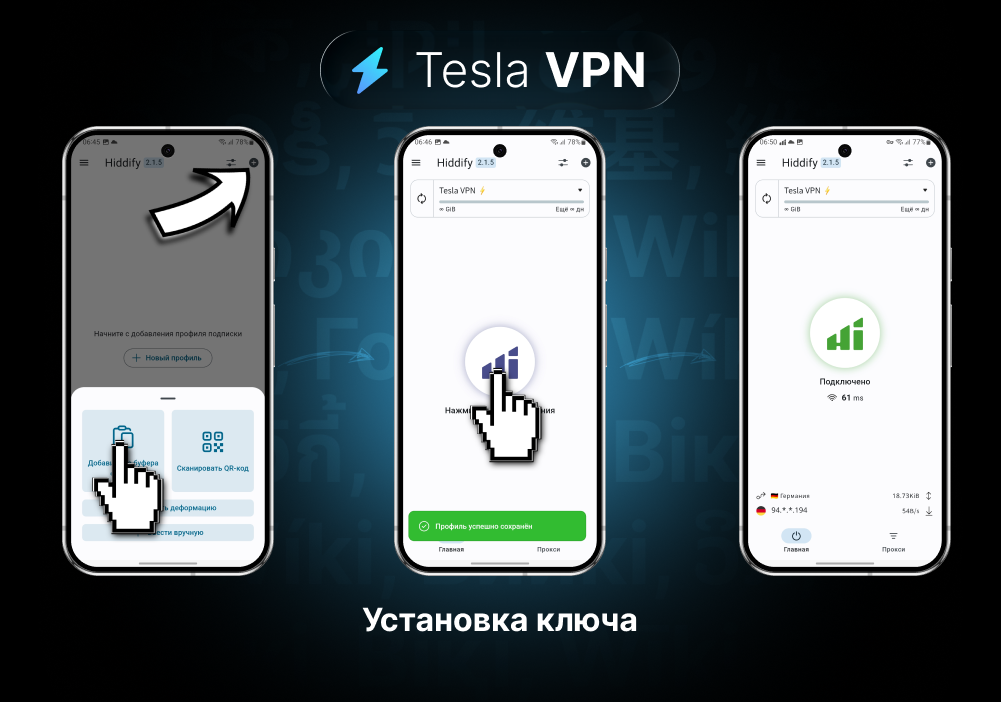 Tesla VPN
06:45
78%
Hiddify 2.1.5
Начните с добавления профиля подписки
Новый профиль
буфера
Сканировать QR-код
деформацию
вручную
06:46
78%
Hiddify 2.1.5
Tesla VPN
∞ GiB
Ещё ∞ дн
Профиль успешно сохранён
Главная
Прокси
06:50
77%
Hiddify 2.1.5
Tesla VPN
∞ GiB
Ещё ∞ дн
Подключено
61 ms
Германия
18.73KiB
94.*.*.194
54B/s
Главная
Прокси
Установка ключа